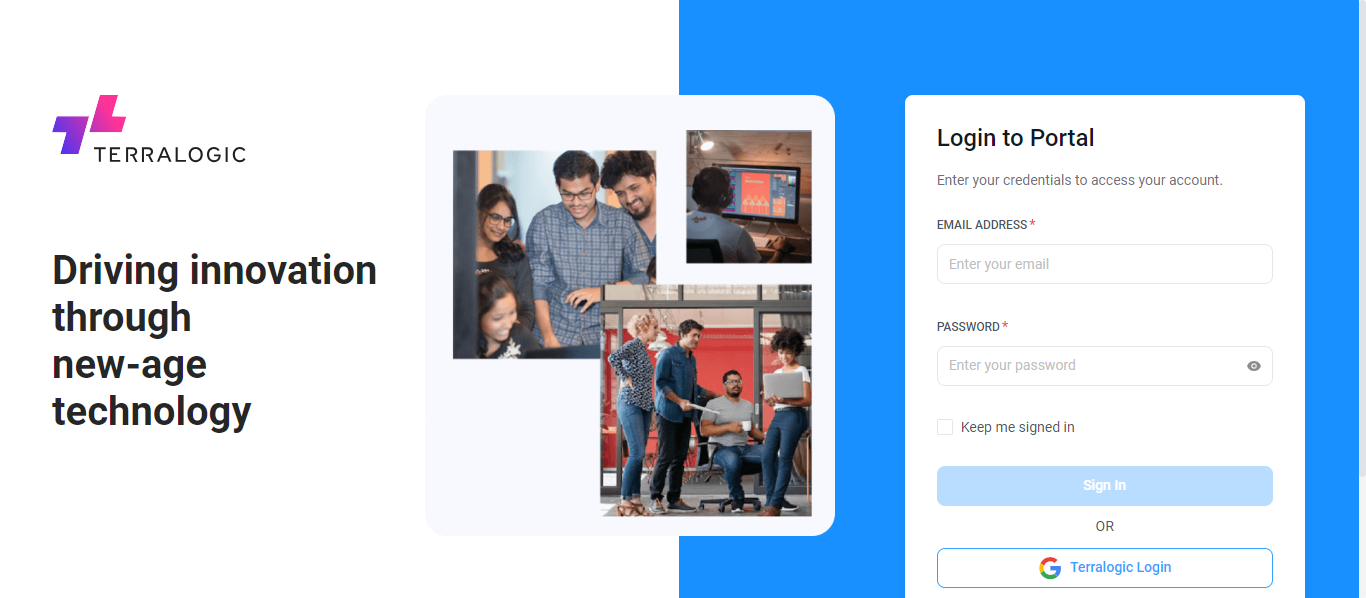 TERRALOGIC
Driving innovation
through
new-age
technology
Login to Portal
Enter your credentials to access your account.
EMAIL ADDRESS *
Enter your email
PASSWORD *
Enter your password
Keep me signed in
Sign In
OR
Terralogic Login